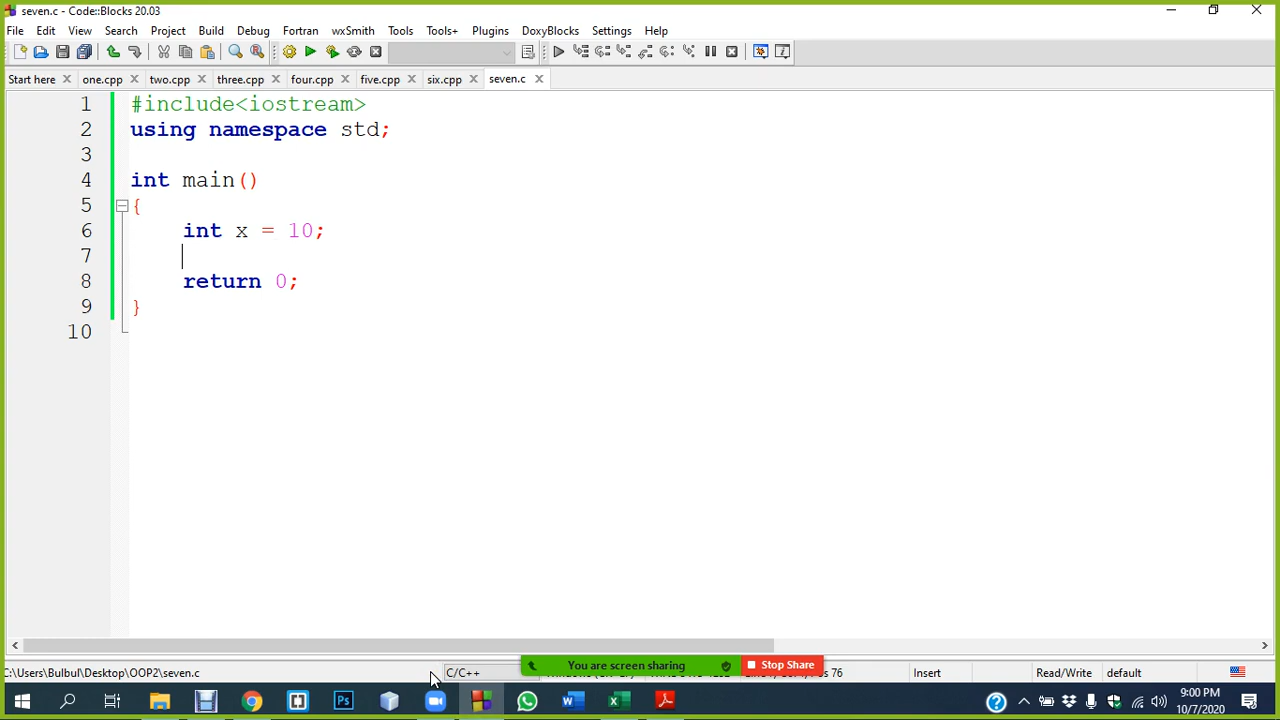 seven.c - Code::Blocks 20.03
File Edit View Search Project Build Debug Fortran wxSmith Tools Tools+ Plugins DoxyBlocks Settings Help
Start here one.cpp two.cpp three.cpp four.cpp five.cpp six.cpp seven.c
1 #include<iostream>
2 using namespace std;
3
4 int main()
5 {
6 int x = 10;
7
8 return 0;
9 }
10
You are screen sharing Stop Share
C:\Users\Bulbul\Desktop\OOP2\seven.c C/C++ Pos 76 Insert Read/Write default
9:00 PM
10/7/2020